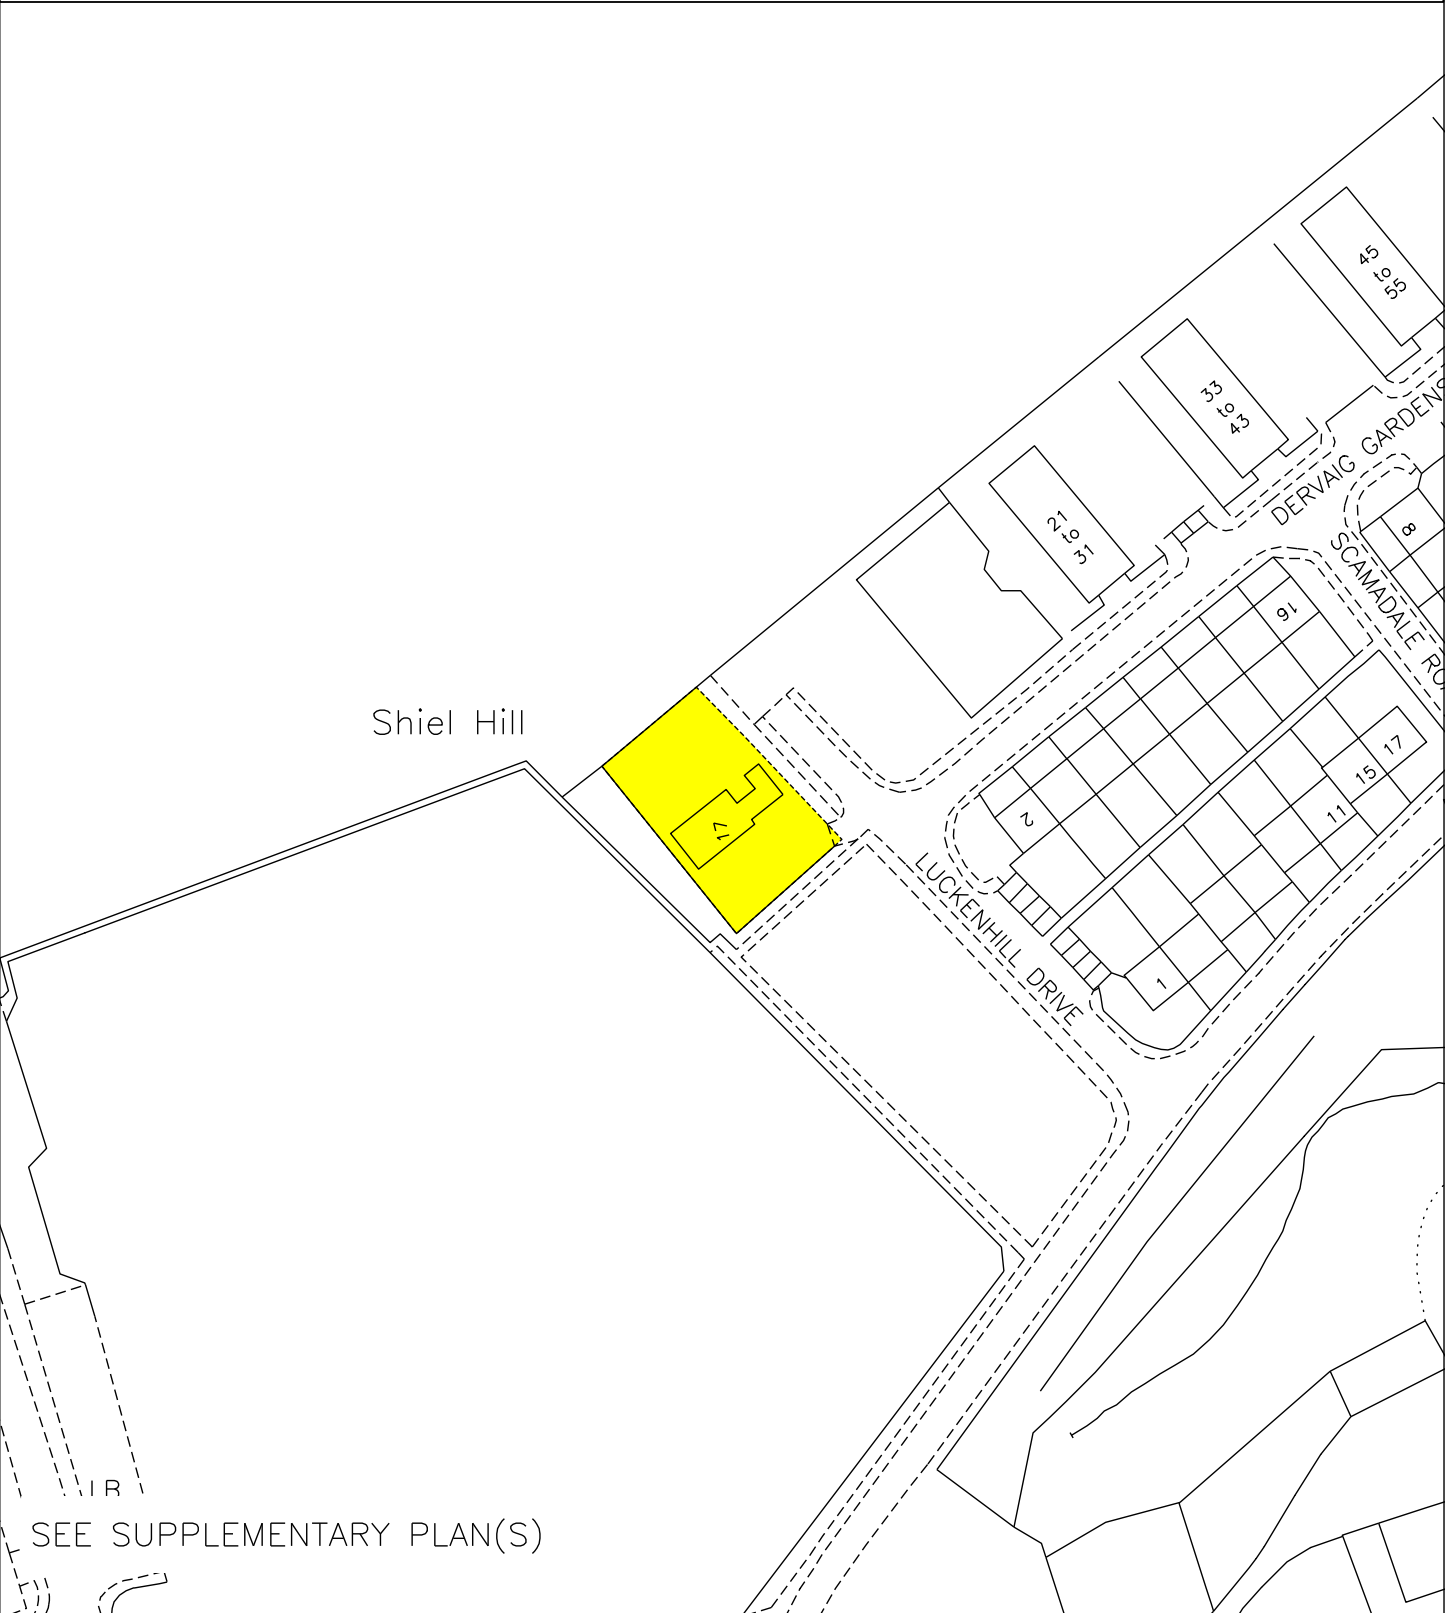 45
to
55
33
to
43
DERVAIG GARDENS
21
to
31
8
SCAMADALE RO
16
Shiel Hill
17
15
11
2
17
LUCKENHILL DRIVE
1
LB
SEE SUPPLEMENTARY PLAN(S)